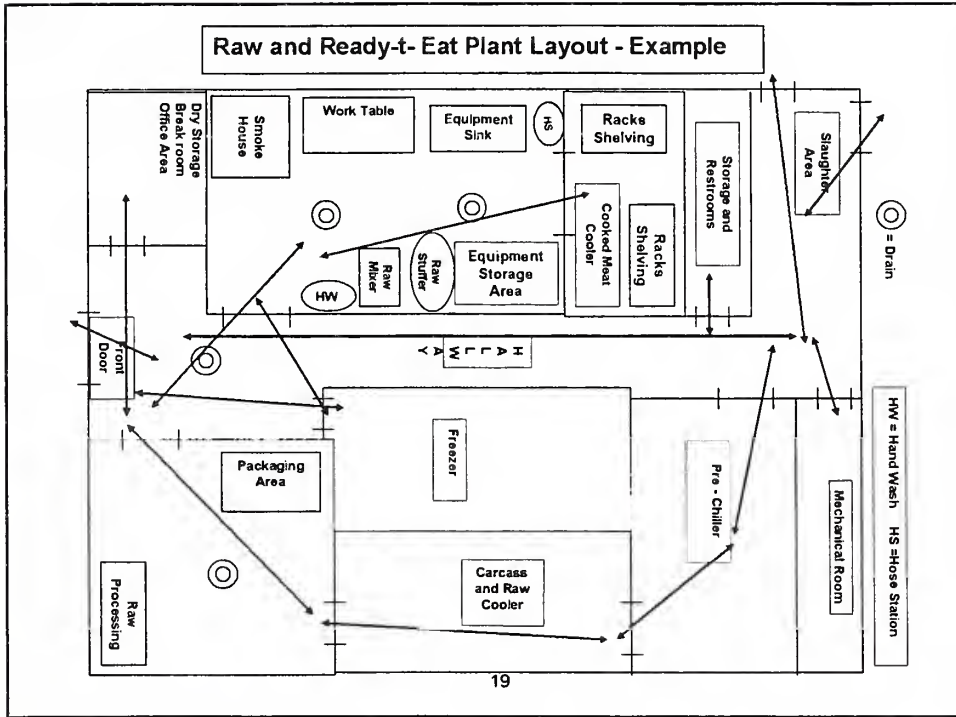 Raw and Ready-t- Eat Plant Layout - Example
Dry Storage
Break room
Office Area
Smoke
House
Work Table
Equipment
Sink
HS
Racks
Shelving
Storage and
Restrooms
Slaughter
Area
= Drain
Cooked Meat
Cooler
Racks
Shelving
HW
Raw
Mixer
Raw
Stuffer
Equipment
Storage
Area
HALLWAY
Front
Door
HW = Hand Wash HS =Hose Station
Freezer
Pre - Chiller
Packaging
Area
Mechanical Room
Carcass
and Raw
Cooler
Raw
Processing
19